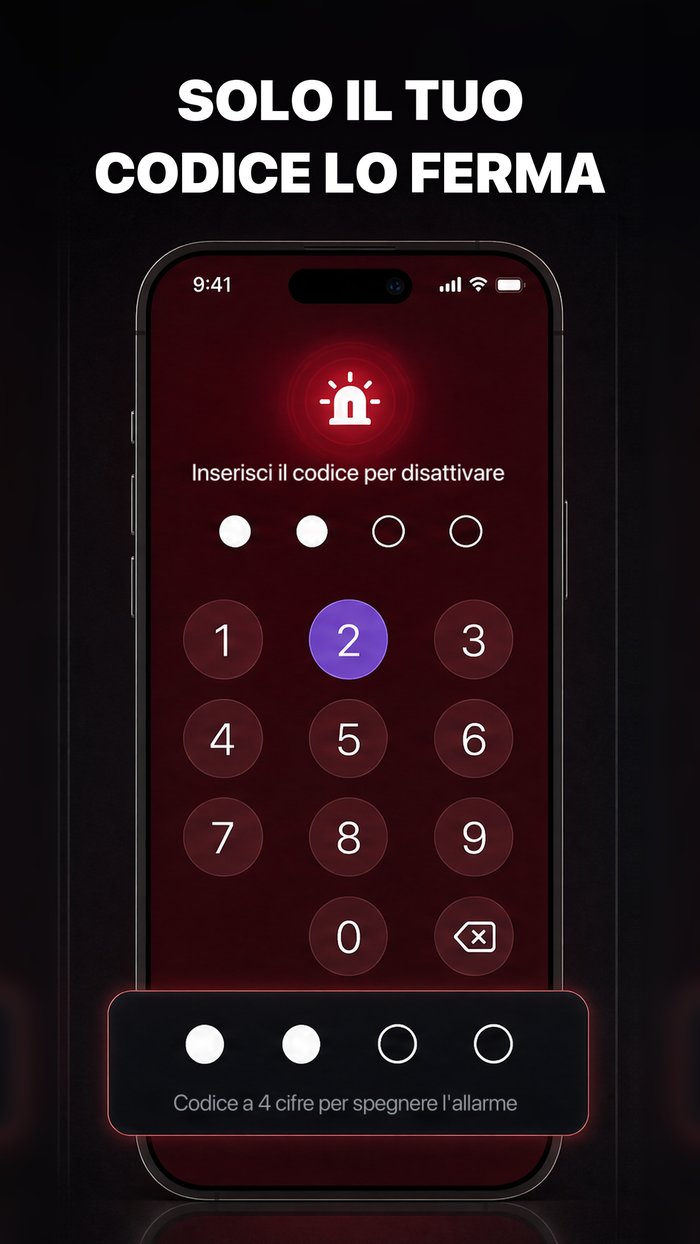 SOLO IL TUO
CODICE LO FERMA
9:41
Inserisci il codice per disattivare
1 2 3
4 5 6
7 8 9
0
Codice a 4 cifre per spegnere l'allarme